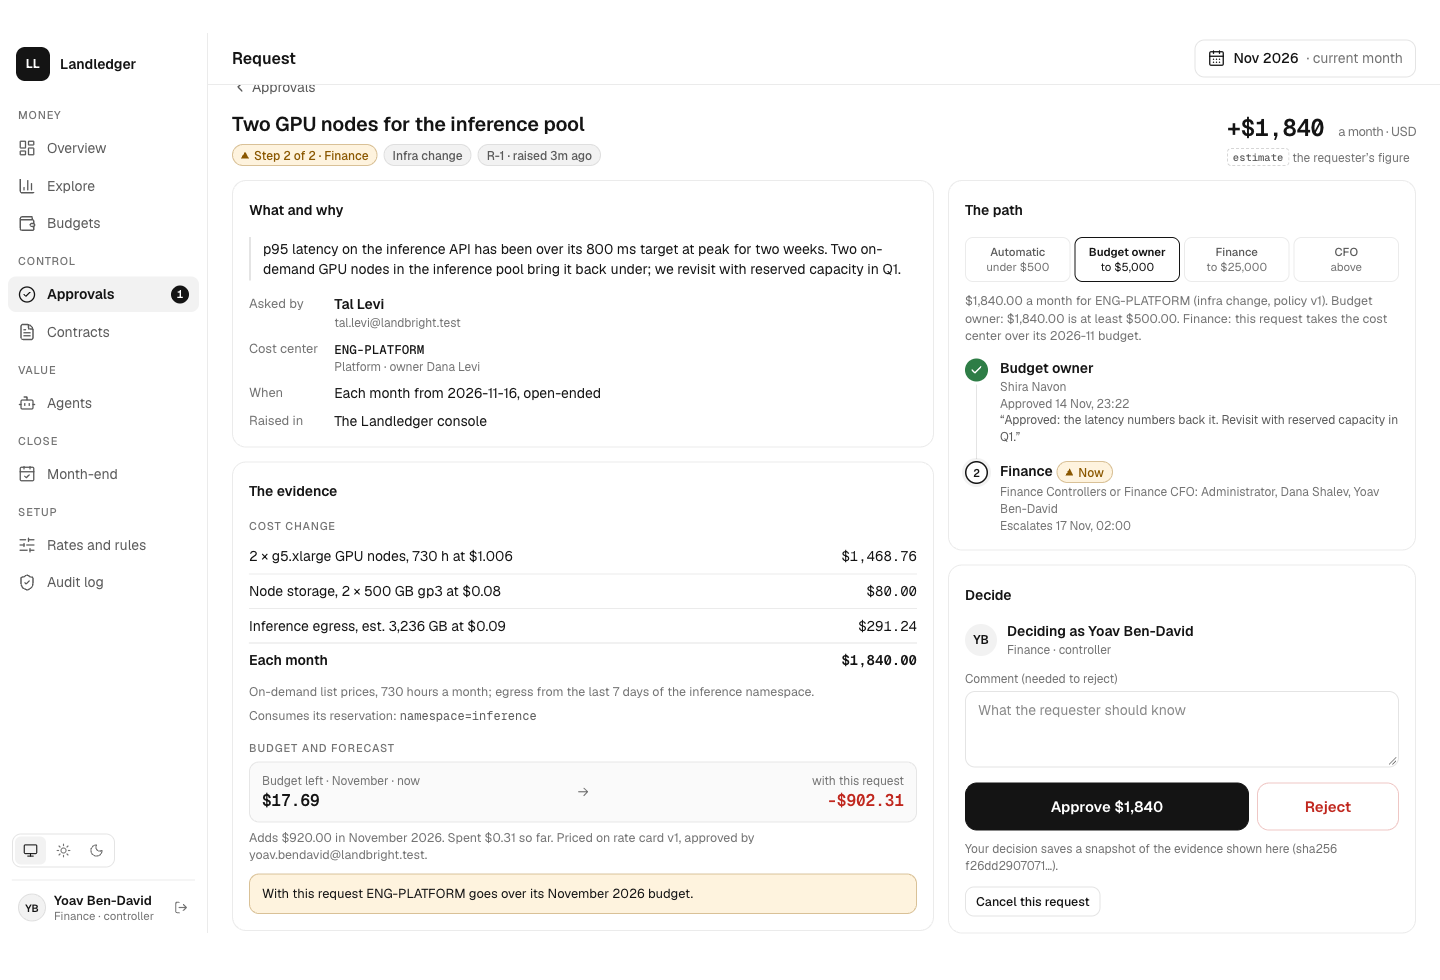 LL
Landledger
MONEY
Overview
Explore
Budgets
CONTROL
Approvals
1
Contracts
VALUE
Agents
CLOSE
Month-end
SETUP
Rates and rules
Audit log
YB
Yoav Ben-David
Finance · controller
Request
Nov 2026 · current month
Approvals
Two GPU nodes for the inference pool
Step 2 of 2 · Finance
Infra change
R-1 · raised 3m ago
+$1,840 a month · USD
estimate the requester's figure
What and why
p95 latency on the inference API has been over its 800 ms target at peak for two weeks. Two on-
demand GPU nodes in the inference pool bring it back under; we revisit with reserved capacity in Q1.
Asked by Tal Levi
tal.levi@landbright.test
Cost center ENG-PLATFORM
Platform · owner Dana Levi
When Each month from 2026-11-16, open-ended
Raised in The Landledger console
The evidence
COST CHANGE
2 × g5.xlarge GPU nodes, 730 h at $1.006 $1,468.76
Node storage, 2 × 500 GB gp3 at $0.08 $80.00
Inference egress, est. 3,236 GB at $0.09 $291.24
Each month $1,840.00
On-demand list prices, 730 hours a month; egress from the last 7 days of the inference namespace.
Consumes its reservation: namespace=inference
BUDGET AND FORECAST
Budget left · November · now
$17.69
→
with this request
-$902.31
Adds $920.00 in November 2026. Spent $0.31 so far. Priced on rate card v1, approved by
yoav.bendavid@landbright.test.
With this request ENG-PLATFORM goes over its November 2026 budget.
The path
Automatic
under $500
Budget owner
to $5,000
Finance
to $25,000
CFO
above
$1,840.00 a month for ENG-PLATFORM (infra change, policy v1). Budget
owner: $1,840.00 is at least $500.00. Finance: this request takes the cost
center over its 2026-11 budget.
Budget owner
Shira Navon
Approved 14 Nov, 23:22
“Approved: the latency numbers back it. Revisit with reserved capacity in
Q1.”
2
Finance Now
Finance Controllers or Finance CFO: Administrator, Dana Shalev, Yoav
Ben-David
Escalates 17 Nov, 02:00
Decide
YB
Deciding as Yoav Ben-David
Finance · controller
Comment (needed to reject)
What the requester should know
Approve $1,840
Reject
Your decision saves a snapshot of the evidence shown here (sha256
f26dd2907071…).
Cancel this request